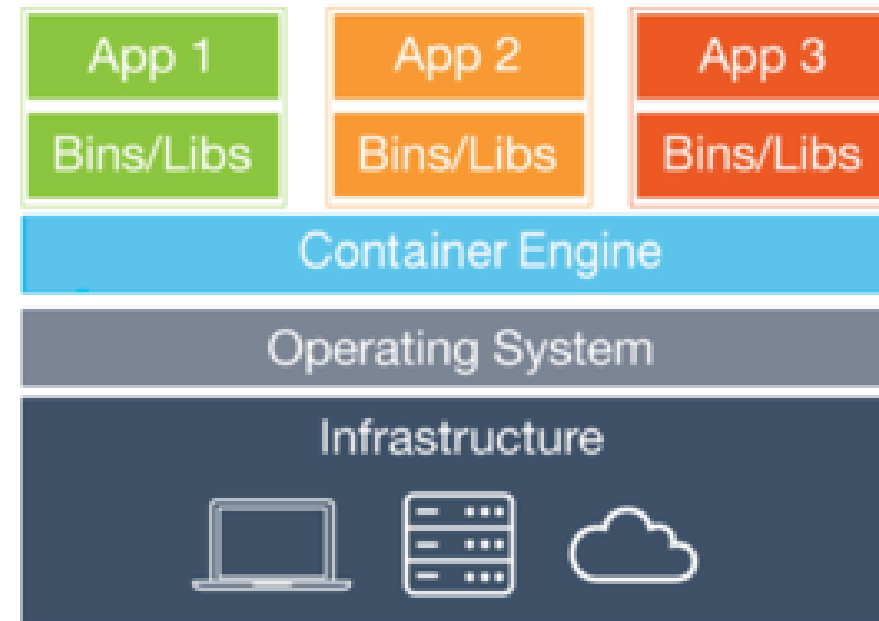 App 1
App 2
App 3
Bins/Libs
Bins/Libs
Bins/Libs
Container Engine
Operating System
Infrastructure